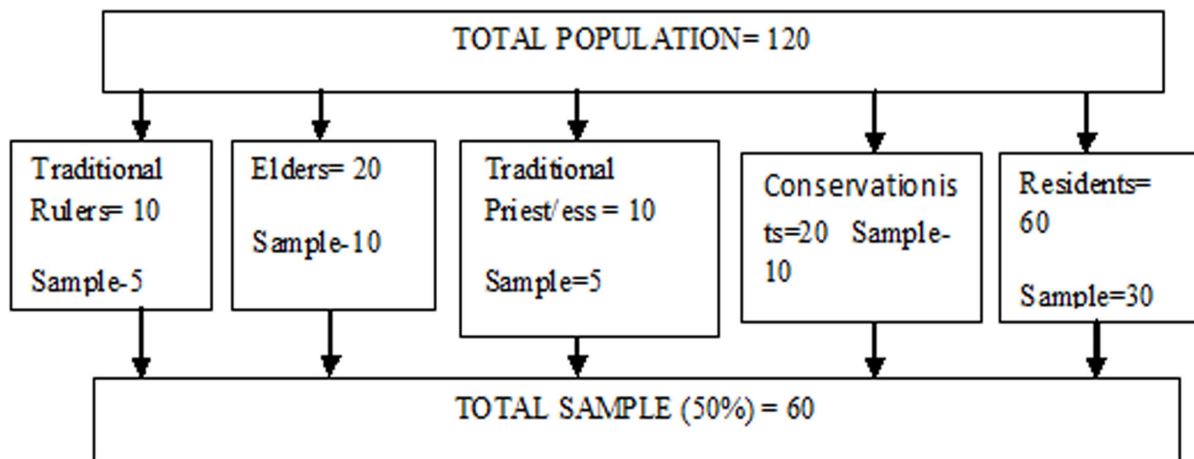 TOTAL POPULATION= 120
Traditional
Rulers= 10
Sample-5
Elders= 20
Sample-10
Traditional
Priest/ess = 10
Sample=5
Conservationis
ts=20 Sample-
10
Residents=
60
Sample=30
TOTAL SAMPLE (50%) = 60